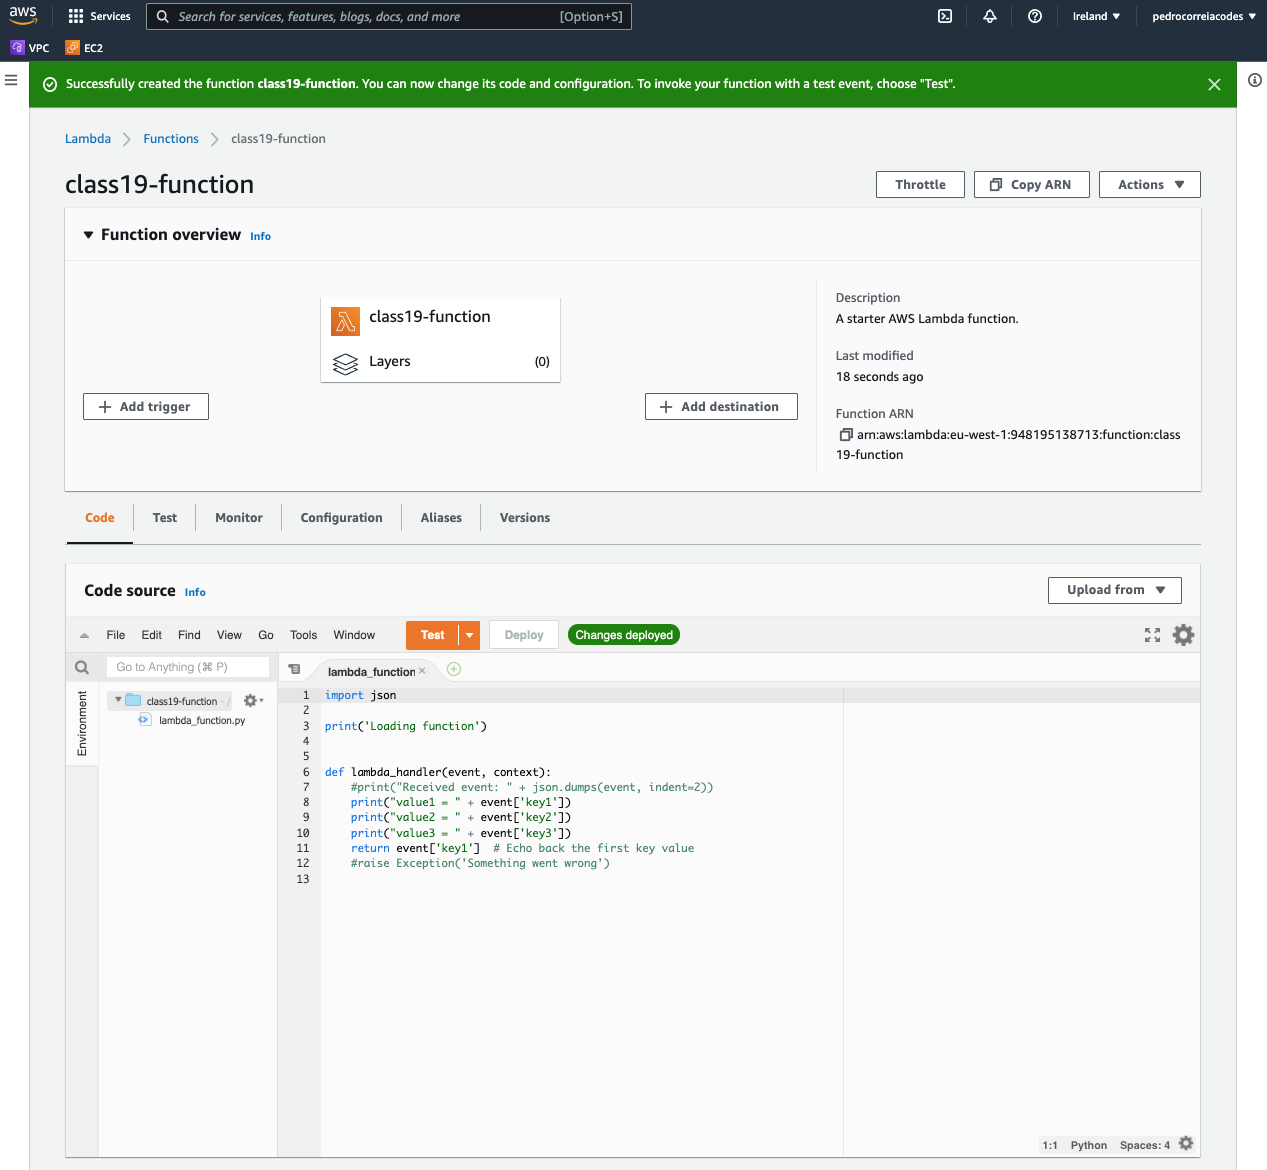 aws
Services
Search for services, features, blogs, docs, and more
[Option+S]
Ireland ▼
pedrocorreiacodes ▼
VPC
EC2
Successfully created the function class19-function. You can now change its code and configuration. To invoke your function with a test event, choose "Test".
Lambda
Functions
class19-function
class19-function
Throttle
Copy ARN
Actions ▼
▼ Function overview
Info
class19-function
Layers
(0)
+ Add trigger
+ Add destination
Description
A starter AWS Lambda function.
Last modified
18 seconds ago
Function ARN
arn:aws:lambda:eu-west-1:948195138713:function:class
19-function
Code
Test
Monitor
Configuration
Aliases
Versions
Code source
Info
Upload from ▼
File
Edit
Find
View
Go
Tools
Window
Test
Deploy
Changes deployed
Go to Anything (⌘ P)
lambda_function
Environment
class19-function - /
lambda_function.py
1 import json
2
3 print('Loading function')
4
5
6 def lambda_handler(event, context):
7 #print("Received event: " + json.dumps(event, indent=2))
8 print("value1 = " + event['key1'])
9 print("value2 = " + event['key2'])
10 print("value3 = " + event['key3'])
11 return event['key1'] # Echo back the first key value
12 #raise Exception('Something went wrong')
13
1:1 Python Spaces: 4